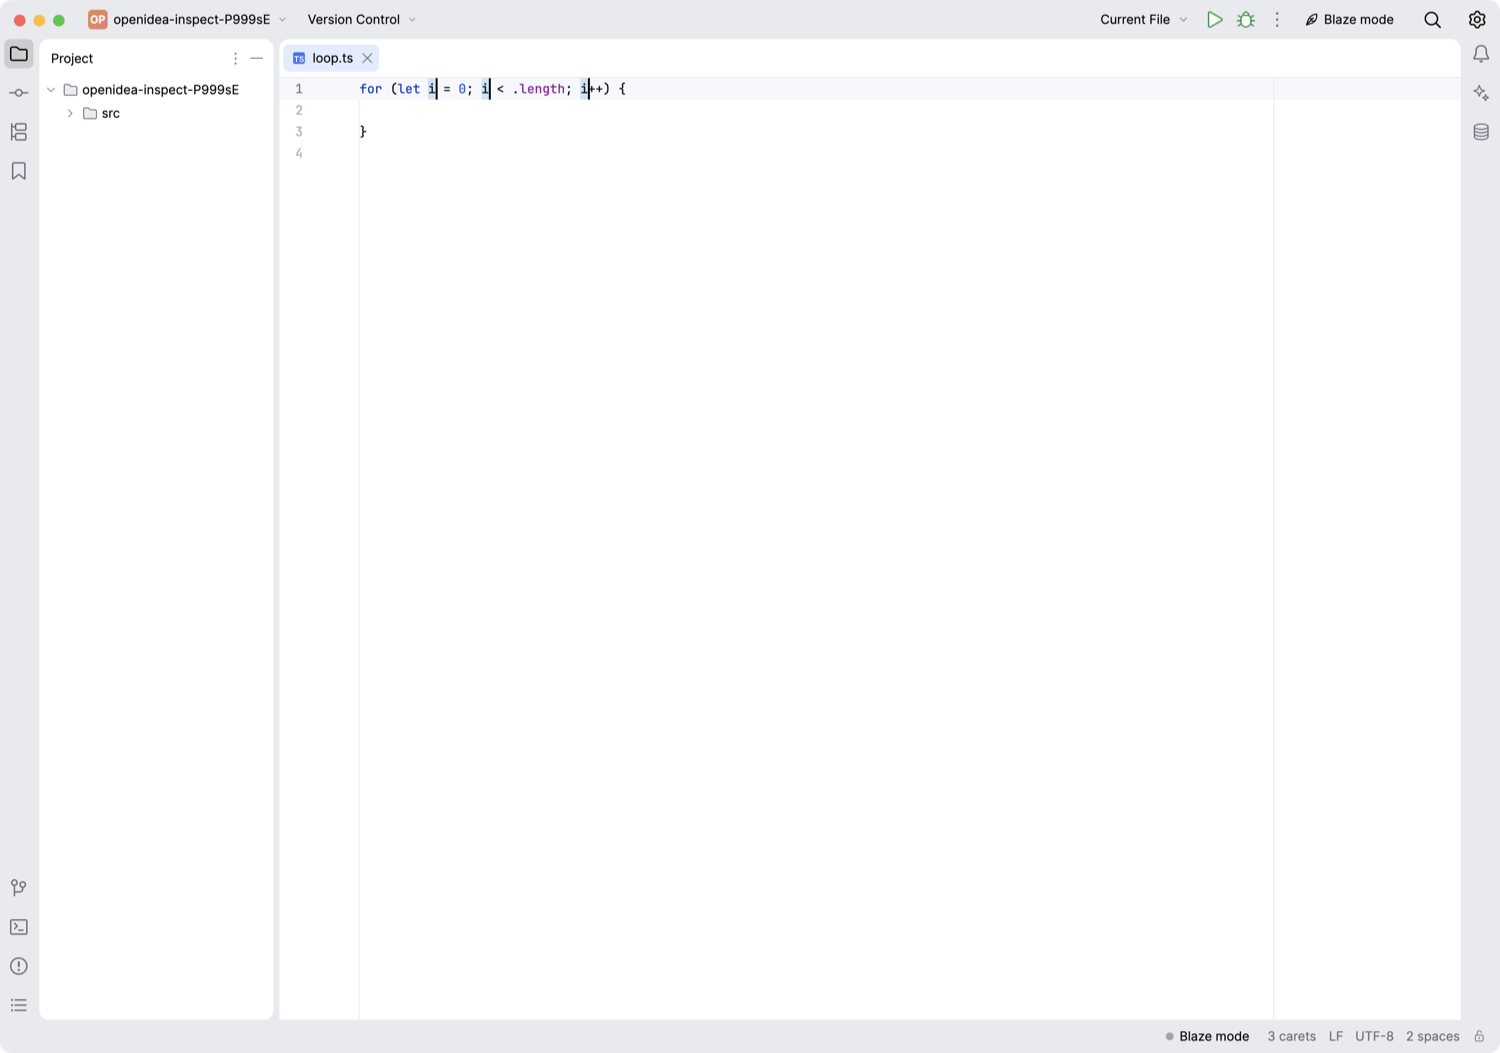 OP openidea-inspect-P999sE Version Control Current File Blaze mode
Project
openidea-inspect-P999sE
src
TS loop.ts
1 for (let i = 0; i < .length; i++) {
2
3 }
4
Blaze mode 3 carets LF UTF-8 2 spaces